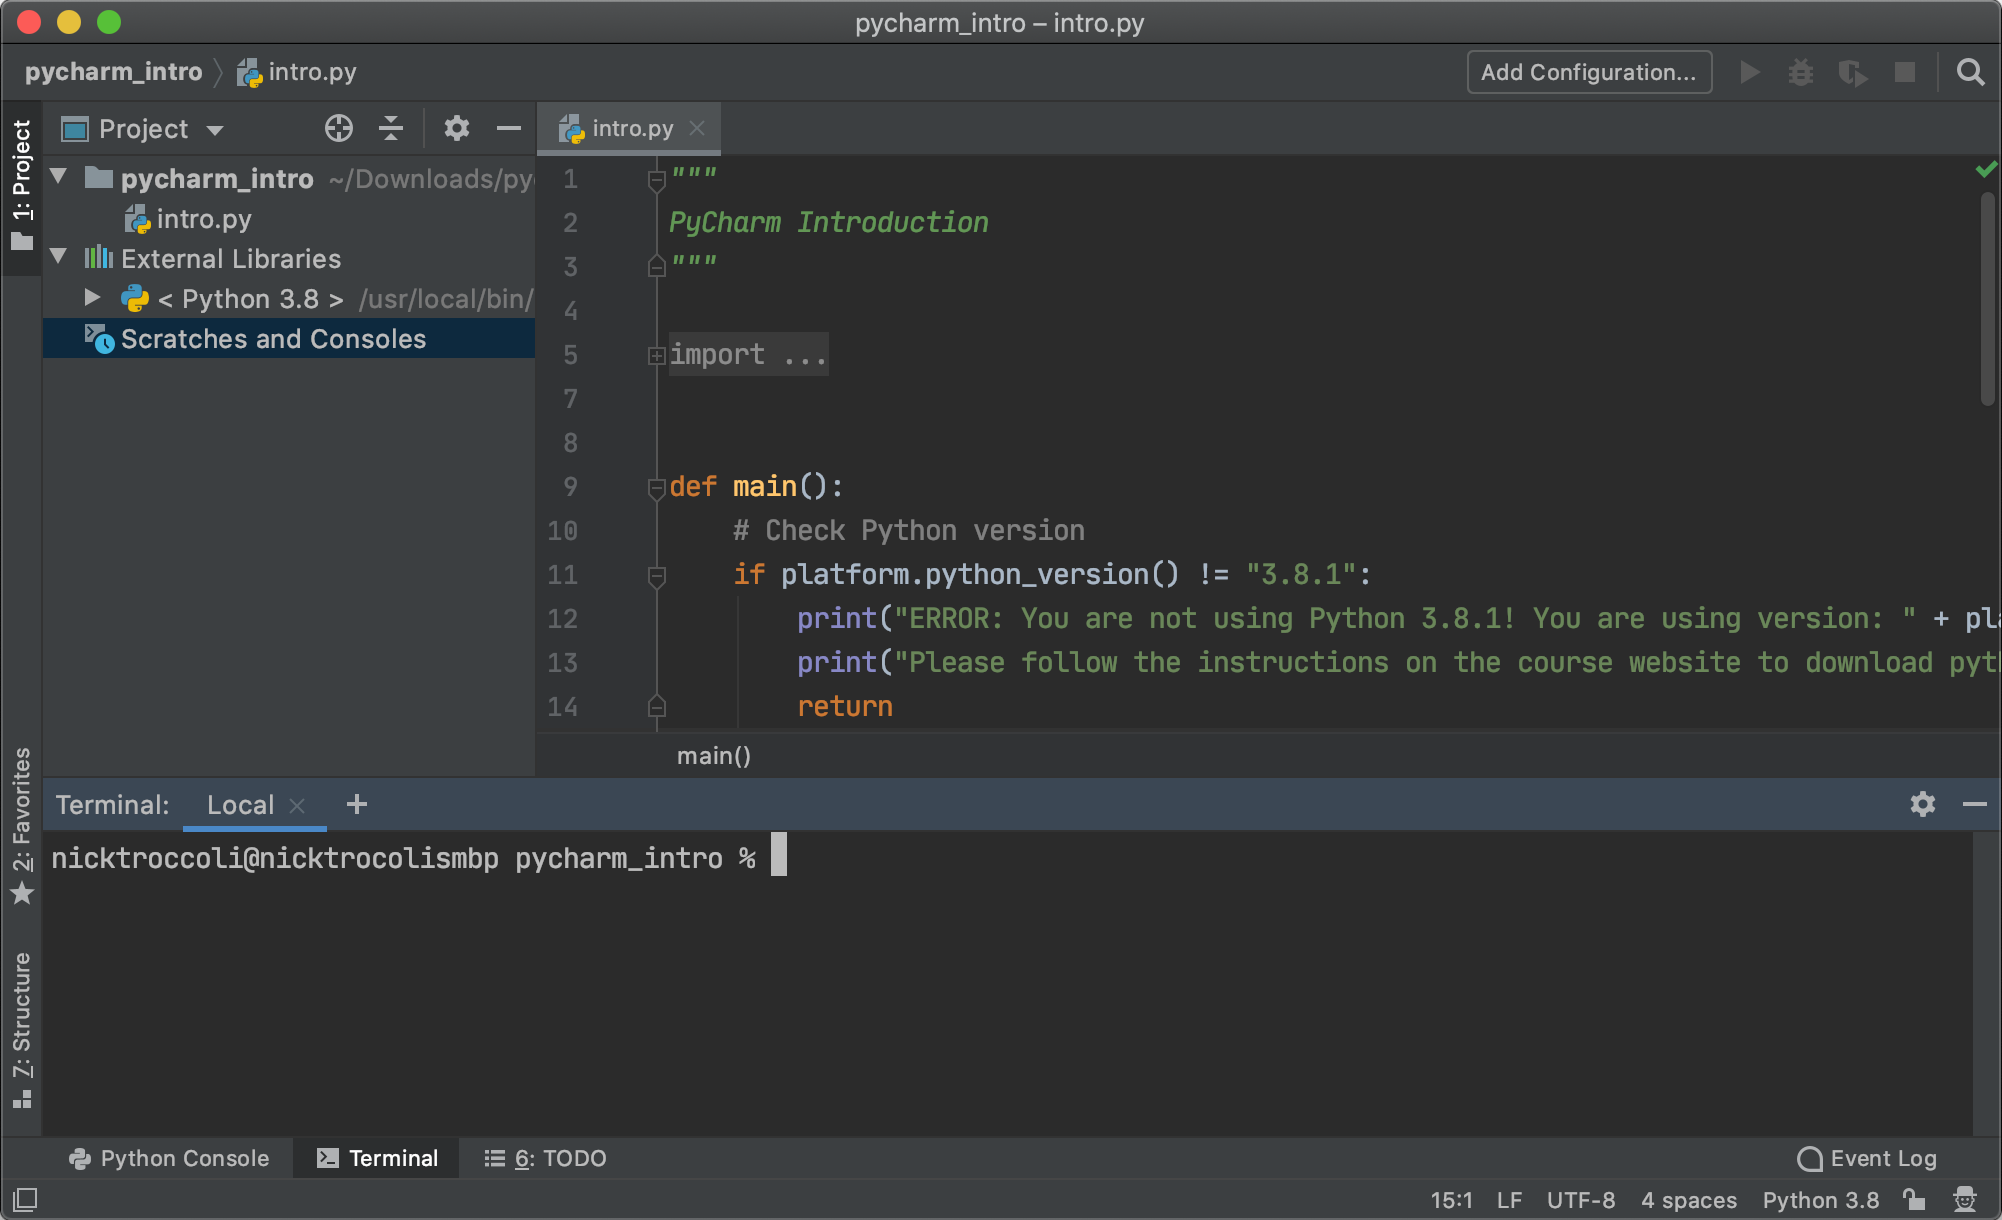 pycharm_intro – intro.py
pycharm_intro intro.py
Add Configuration...
1: Project
Project
pycharm_intro ~/Downloads/py
intro.py
External Libraries
< Python 3.8 > /usr/local/bin/
Scratches and Consoles
intro.py
1 """
2 PyCharm Introduction
3 """
4
5 import ...
7
8
9 def main():
10 # Check Python version
11 if platform.python_version() != "3.8.1":
12 print("ERROR: You are not using Python 3.8.1! You are using version: " + pla
13 print("Please follow the instructions on the course website to download pyth
14 return
main()
2: Favorites
7: Structure
Terminal: Local +
nicktroccoli@nicktrocolismbp pycharm_intro %
Python Console Terminal 6: TODO Event Log
15:1 LF UTF-8 4 spaces Python 3.8